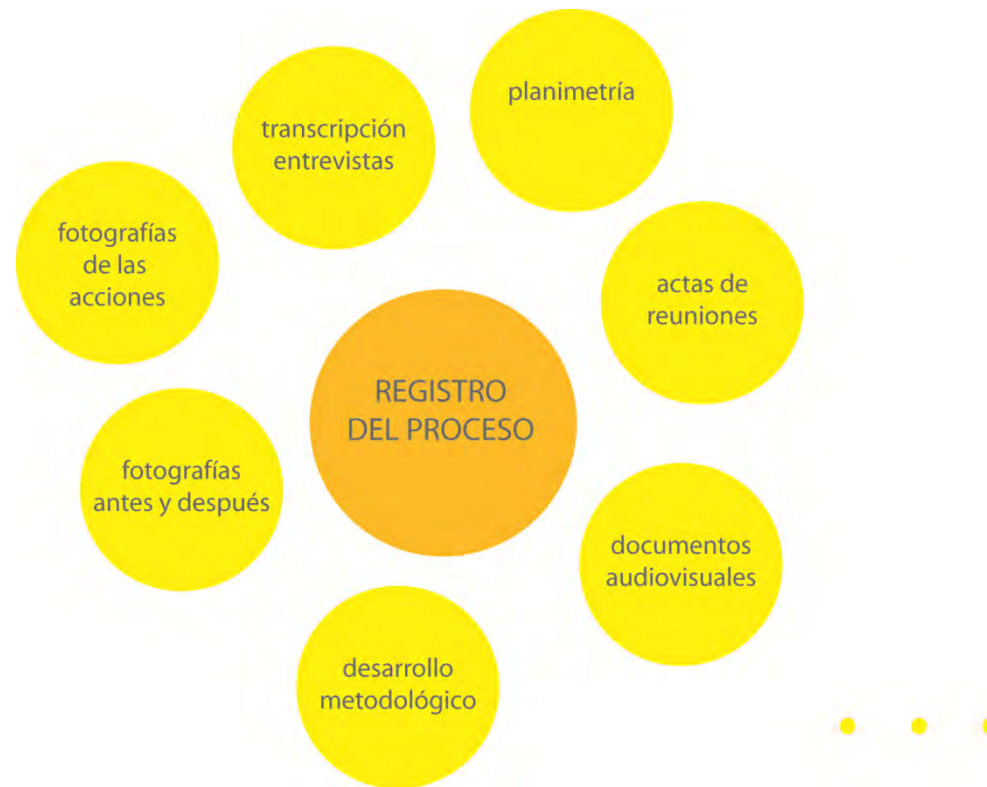 planimetría
transcripción
entrevistas
fotografías
de las
acciones
actas de
reuniones
REGISTRO
DEL PROCESO
fotografías
antes y después
documentos
audiovisuales
desarrollo
metodológico